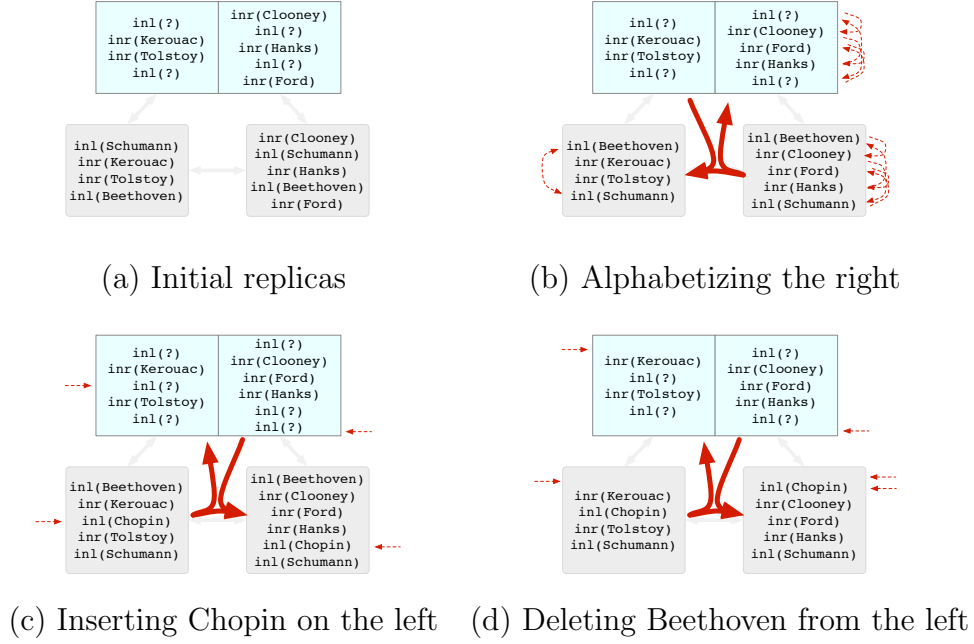 inl(?)
inr(Kerouac)
inr(Tolstoy)
inl(?)
inr(Clooney)
inl(?)
inr(Hanks)
inl(?)
inr(Ford)
inl(Schumann)
inr(Kerouac)
inr(Tolstoy)
inl(Beethoven)
inr(Clooney)
inl(Schumann)
inr(Hanks)
inl(Beethoven)
inr(Ford)
(a) Initial replicas
inl(?)
inr(Kerouac)
inr(Tolstoy)
inl(?)
inl(?)
inr(Clooney)
inr(Ford)
inr(Hanks)
inl(?)
inl(Beethoven)
inr(Kerouac)
inr(Tolstoy)
inl(Schumann)
inl(Beethoven)
inr(Clooney)
inr(Ford)
inr(Hanks)
inl(Schumann)
(b) Alphabetizing the right
inl(?)
inr(Kerouac)
inl(?)
inr(Tolstoy)
inl(?)
inl(?)
inr(Clooney)
inr(Ford)
inr(Hanks)
inl(?)
inl(?)
inl(Beethoven)
inr(Kerouac)
inl(Chopin)
inr(Tolstoy)
inl(Schumann)
inl(Beethoven)
inr(Clooney)
inr(Ford)
inr(Hanks)
inl(Chopin)
inl(Schumann)
(c) Inserting Chopin on the left
inr(Kerouac)
inl(?)
inr(Tolstoy)
inl(?)
inl(?)
inr(Clooney)
inr(Ford)
inr(Hanks)
inl(?)
inr(Kerouac)
inl(Chopin)
inr(Tolstoy)
inl(Schumann)
inl(Chopin)
inr(Clooney)
inr(Ford)
inr(Hanks)
inl(Schumann)
(d) Deleting Beethoven from the left